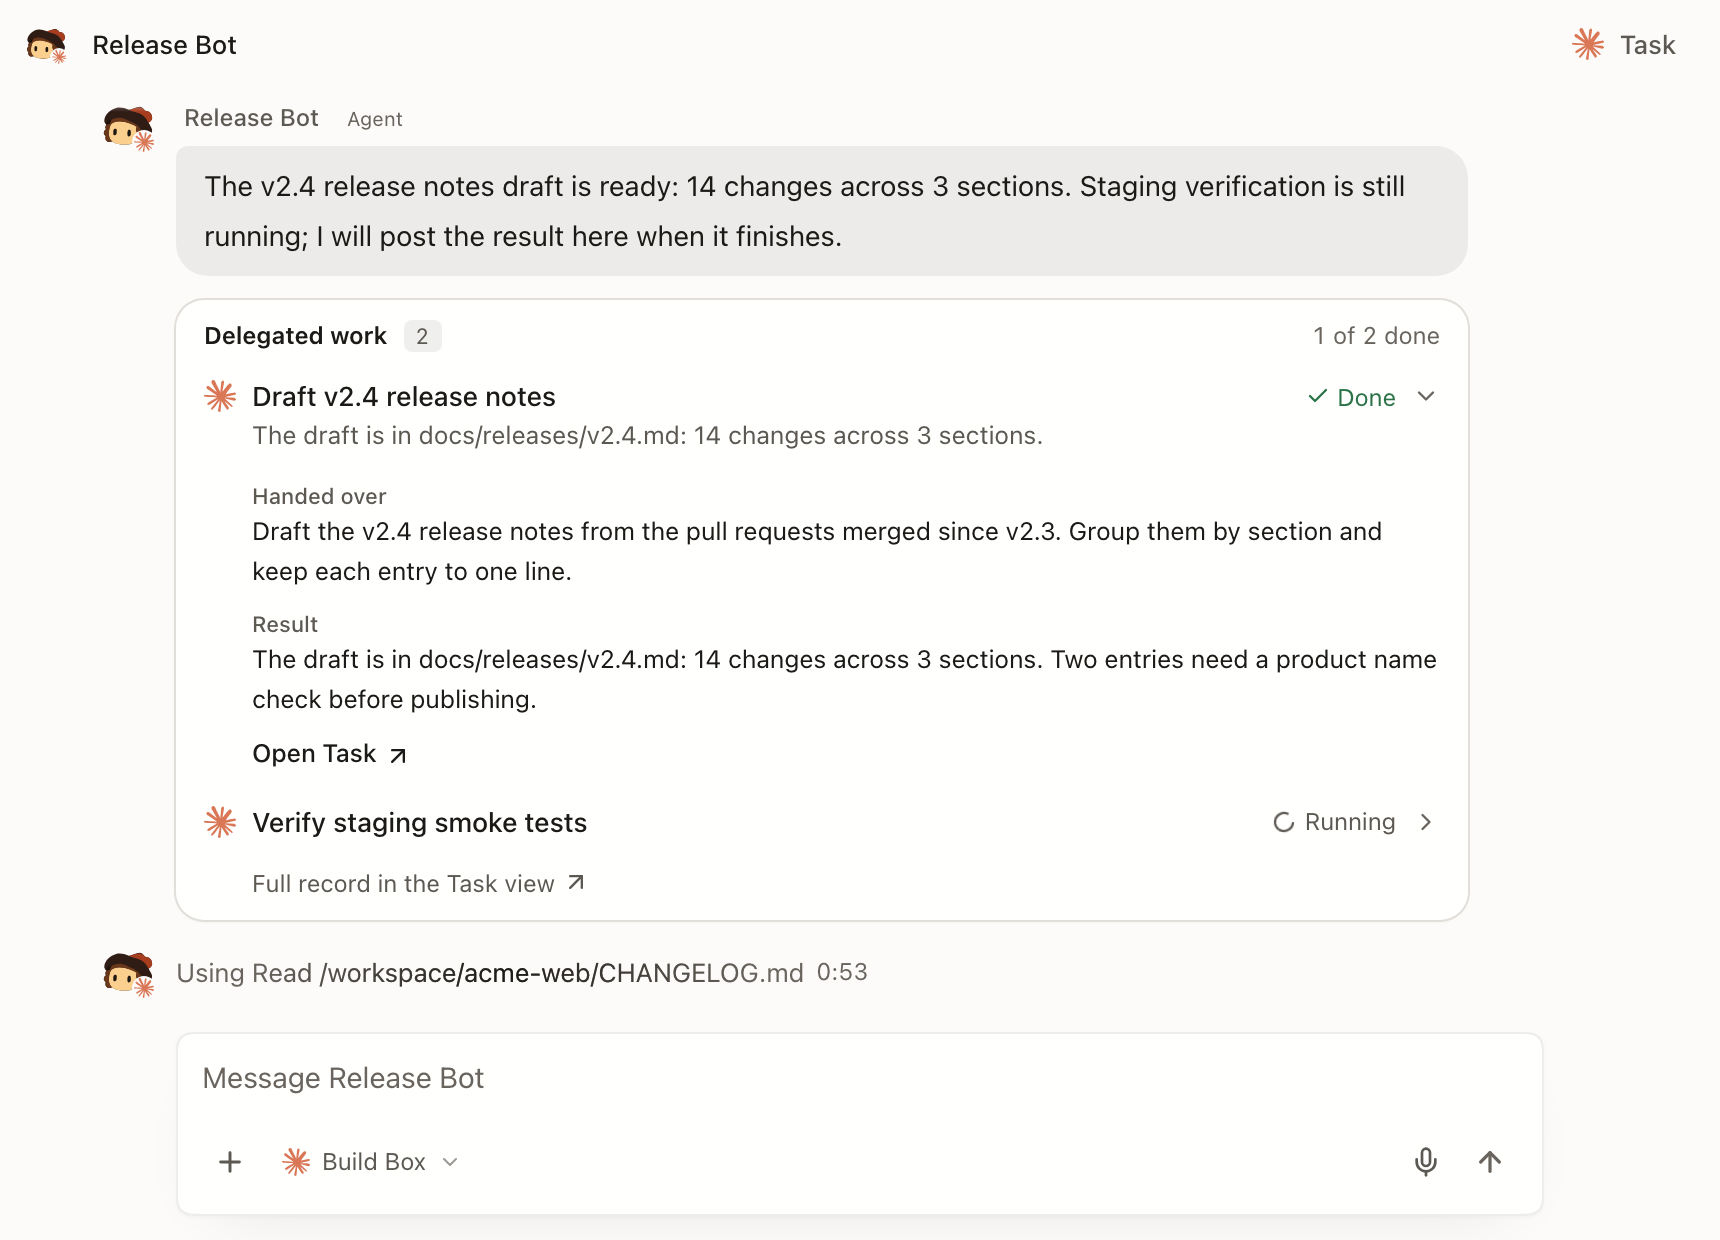 Release Bot
Task
Release Bot Agent
The v2.4 release notes draft is ready: 14 changes across 3 sections. Staging verification is still
running; I will post the result here when it finishes.
Delegated work 2
1 of 2 done
Draft v2.4 release notes
Done
The draft is in docs/releases/v2.4.md: 14 changes across 3 sections.
Handed over
Draft the v2.4 release notes from the pull requests merged since v2.3. Group them by section and
keep each entry to one line.
Result
The draft is in docs/releases/v2.4.md: 14 changes across 3 sections. Two entries need a product name
check before publishing.
Open Task
Verify staging smoke tests
Running
Full record in the Task view
Using Read /workspace/acme-web/CHANGELOG.md 0:53
Message Release Bot
Build Box